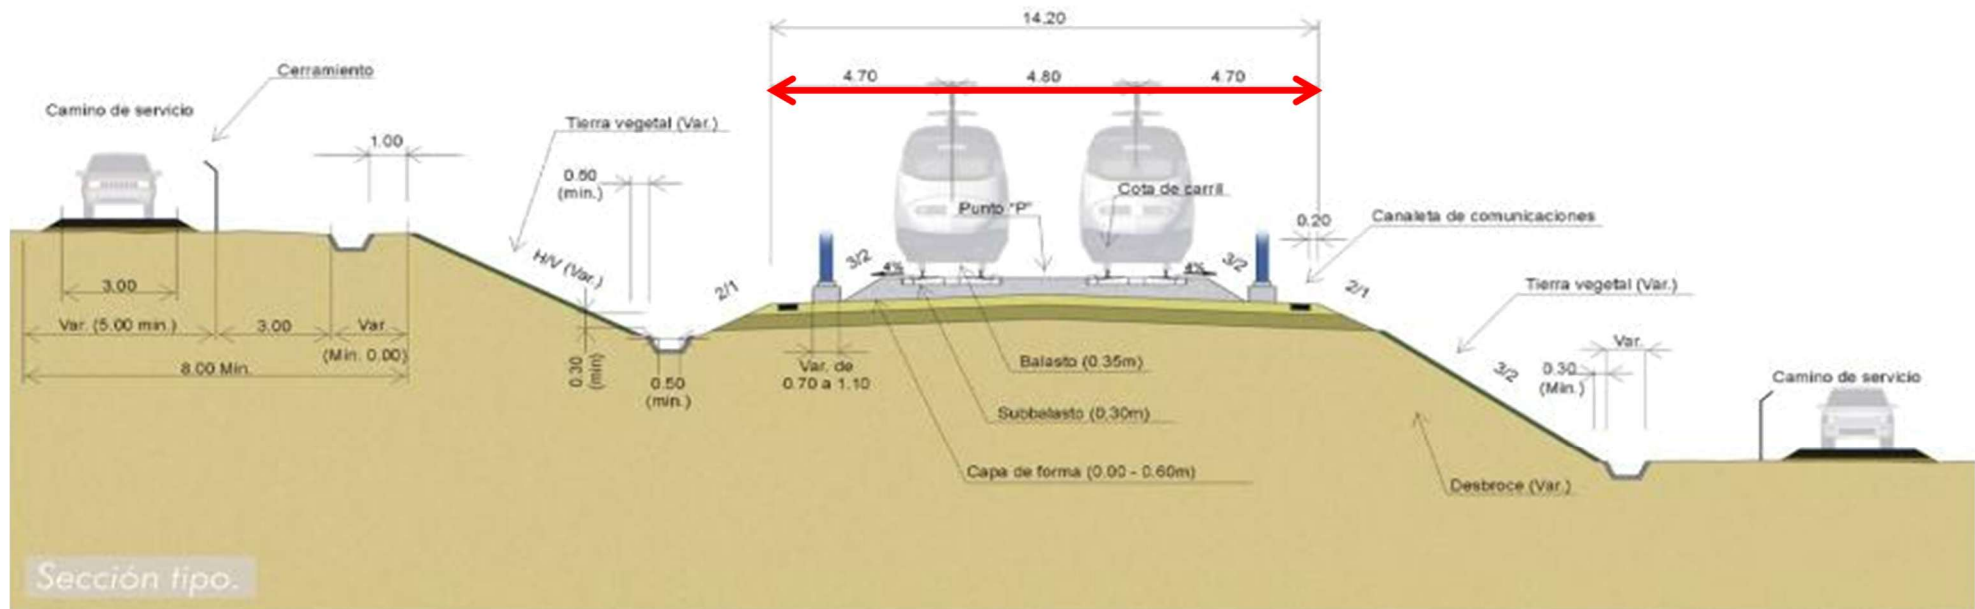 14.20
4.70
4.80
4.70
Cerramiento
Camino de servicio
Tierra vegetal (Var.)
1.00
0.60
(min.)
Cota de carril
Punto "P"
0.20
Canaleta de comunicaciones
H/V (Var.)
2/1
3/2
4%
4%
3/2
2/1
Tierra vegetal (Var.)
3.00
Var. (5.00 min.)
3.00
Var.
(Min. 0.00)
8.00 Min.
0.30
(min)
0.50
(min.)
Var. de
0.70 a 1.10
Balasto (0.35m)
Subbalasto (0.30m)
Capa de forma (0.00 - 0.60m)
3/2
Var.
0.30
(Min.)
Camino de servicio
Desbroce (Var.)
Sección tipo.